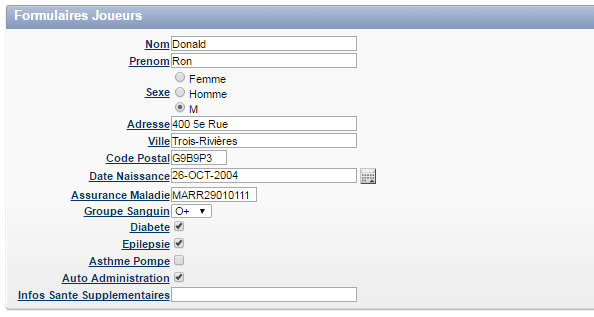 Formulaires Joueurs
Nom Donald
Prenom Ron
Femme
Sexe Homme
M
Adresse 400 5e Rue
Ville Trois-Rivières
Code Postal G9B9P3
Date Naissance 26-OCT-2004
Assurance Maladie MARR29010111
Groupe Sanguin O+
Diabete
Epilepsie
Asthme Pompe
Auto Administration
Infos Sante Supplementaires